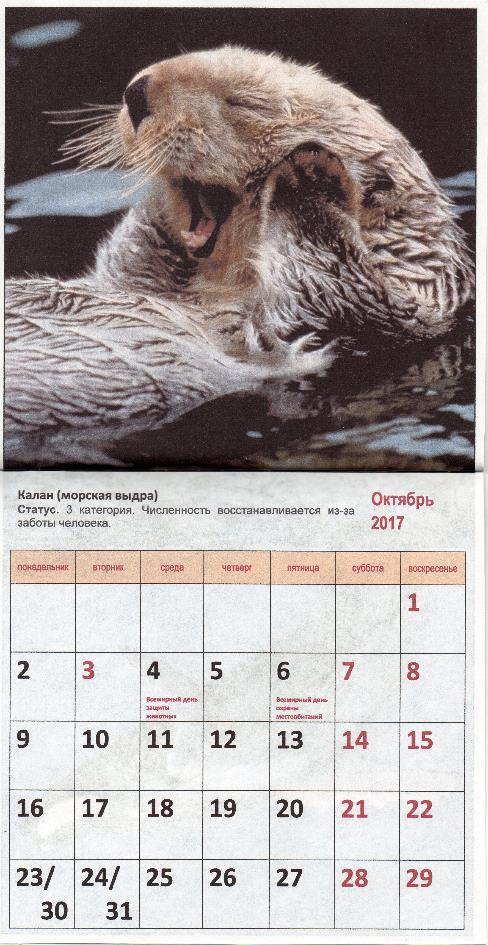 Калан (морская выдра)
Статус. 3 категория. Численность восстанавливается из-за
заботы человека.
Октябрь
2017
понедельник вторник среда четверг пятница суббота воскресенье
1
2 3 4 5 6 7 8
Всемирный день
защиты
животных
Всемирный день
охраны
местообитаний
9 10 11 12 13 14 15
16 17 18 19 20 21 22
23/ 24/ 25 26 27 28 29
30 31